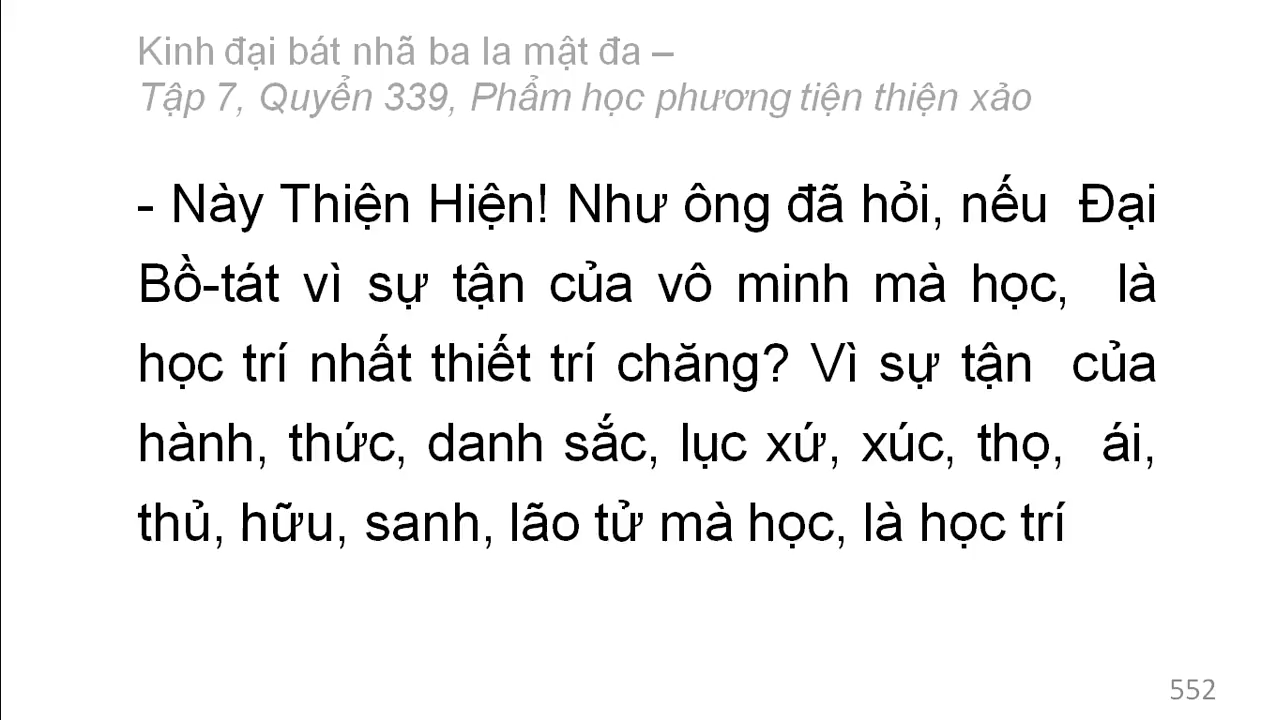 Kinh đại bát nhã ba la mật đa –
Tập 7, Quyển 339, Phẩm học phương tiện thiện xảo
- Này Thiện Hiện! Như ông đã hỏi, nếu Đại
Bồ-tát vì sự tận của vô minh mà học, là
học trí nhất thiết trí chăng? Vì sự tận của
hành, thức, danh sắc, lục xứ, xúc, thọ, ái,
thủ, hữu, sanh, lão tử mà học, là học trí
552